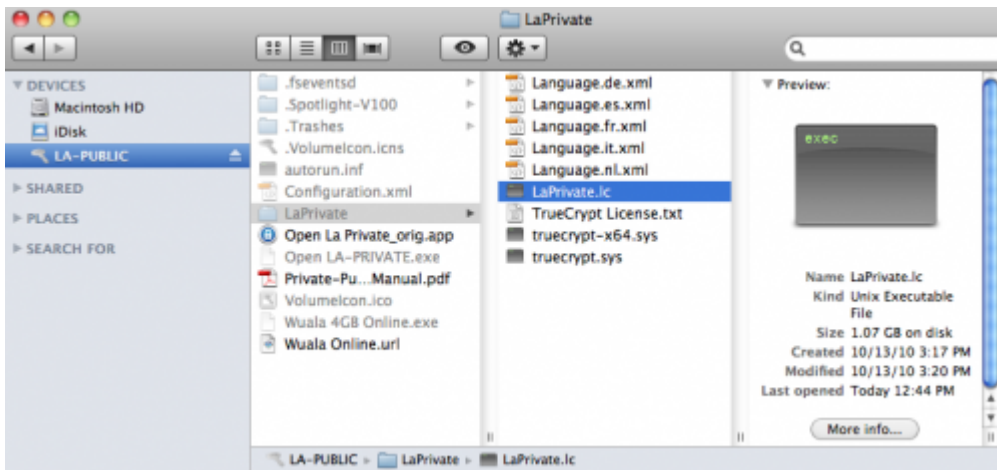 LaPrivate
DEVICES
Macintosh HD
iDisk
LA-PUBLIC
SHARED
PLACES
SEARCH FOR
.fseventsd
.Spotlight-V100
.Trashes
.VolumeIcon.icns
autorun.inf
Configuration.xml
LaPrivate
Open La Private_orig.app
Open LA-PRIVATE.exe
Private-Pu...Manual.pdf
VolumeIcon.ico
Wuala 4GB Online.exe
Wuala Online.url
Language.de.xml
Language.es.xml
Language.fr.xml
Language.it.xml
Language.nl.xml
LaPrivate.lc
TrueCrypt License.txt
truecrypt-x64.sys
truecrypt.sys
Preview:
exec
Name LaPrivate.lc
Kind Unix Executable
File
Size 1.07 GB on disk
Created 10/13/10 3:17 PM
Modified 10/13/10 3:20 PM
Last opened Today 12:44 PM
More info...
LA-PUBLIC ▸ LaPrivate ▸ LaPrivate.lc